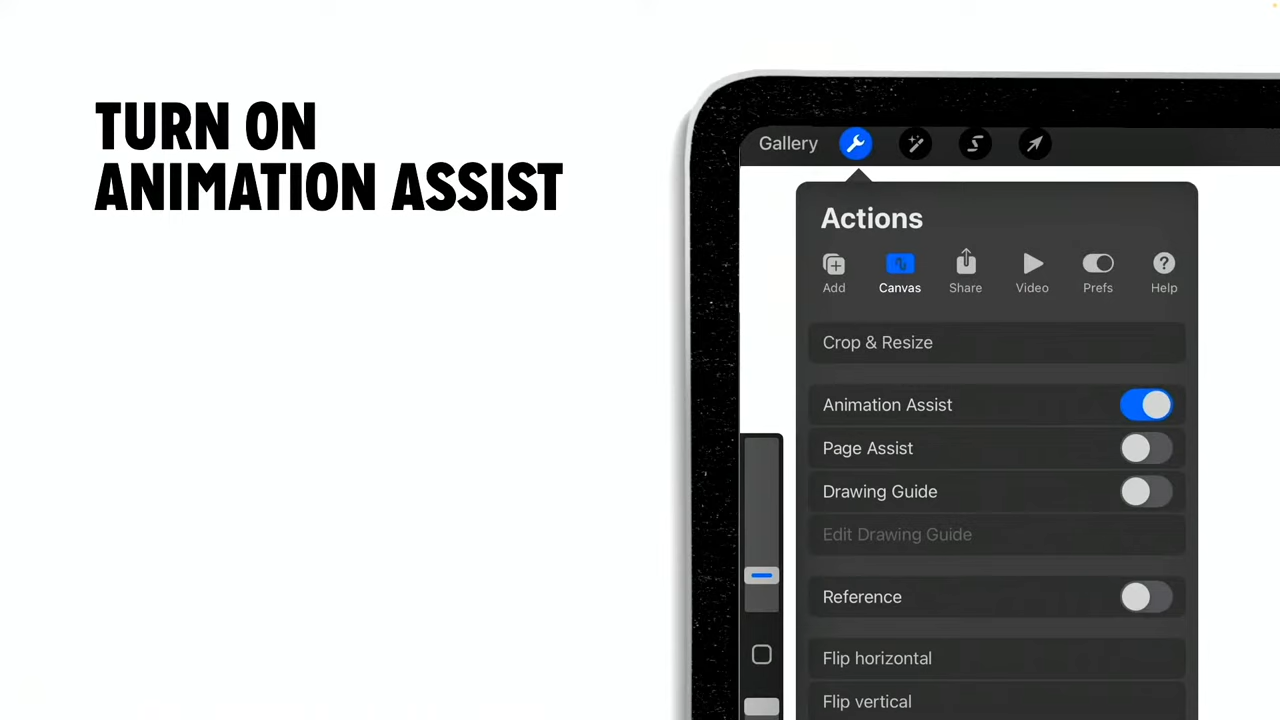 TURN ON
ANIMATION ASSIST
Gallery
Actions
Add Canvas Share Video Prefs Help
Crop & Resize
Animation Assist
Page Assist
Drawing Guide
Edit Drawing Guide
Reference
Flip horizontal
Flip vertical